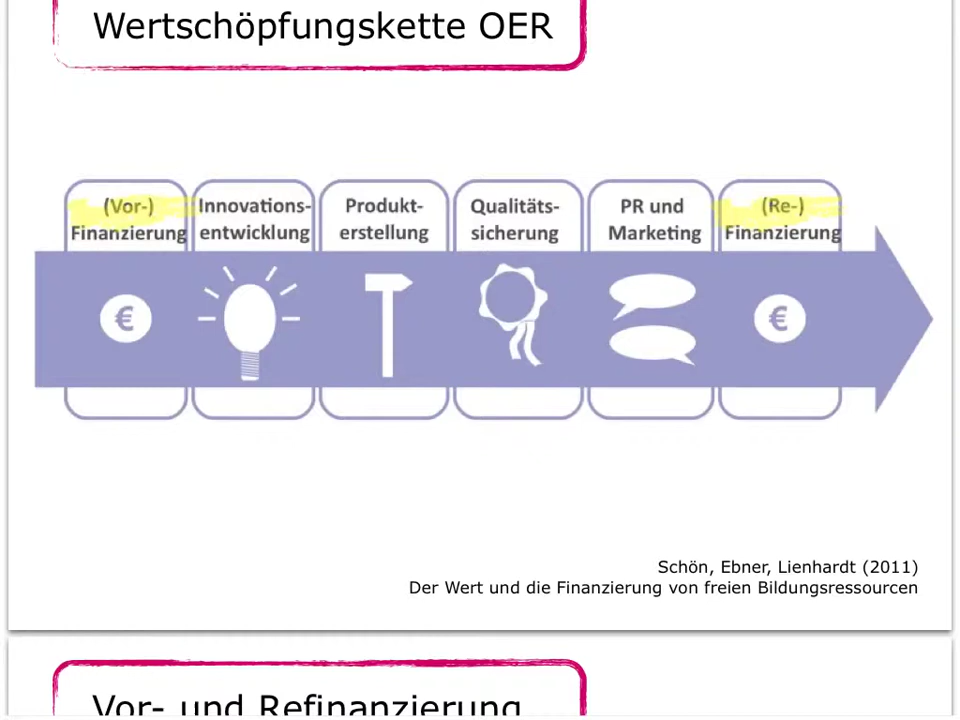 Wertschöpfungskette OER
(Vor-)
Finanzierung
Innovations-
entwicklung
Produkt-
erstellung
Qualitäts-
sicherung
PR und
Marketing
(Re-)
Finanzierung
€
€
Schön, Ebner, Lienhardt (2011)
Der Wert und die Finanzierung von freien Bildungsressourcen
Vor- und Refinanzierung